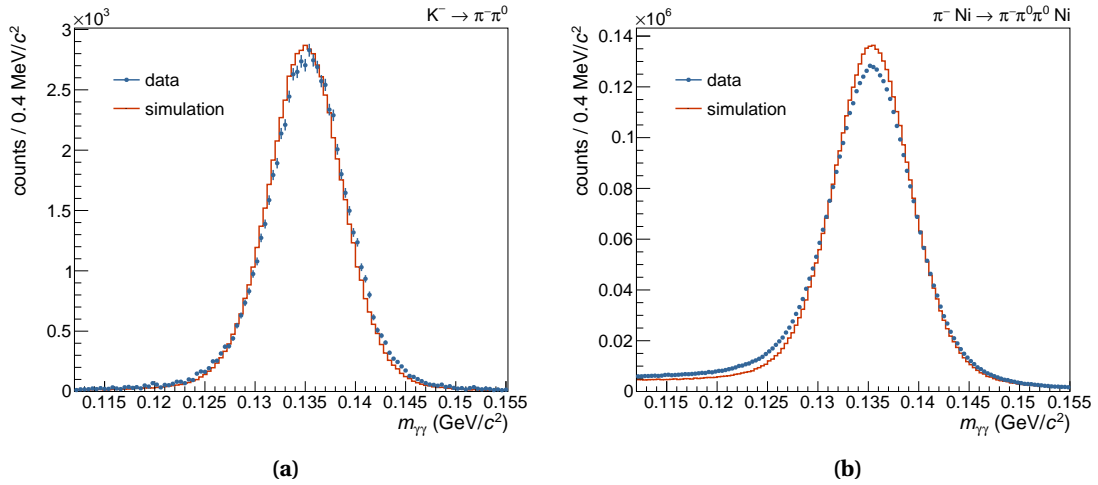 ×10³
K⁻ → π⁻π⁰
counts / 0.4 MeV/c²
3
2.5
2
1.5
1
0.5
0
data
simulation
0.115 0.12 0.125 0.13 0.135 0.14 0.145 0.15 0.155
m_γγ (GeV/c²)
(a)
×10⁶
π⁻ Ni → π⁻π⁰π⁰ Ni
counts / 0.4 MeV/c²
0.14
0.12
0.1
0.08
0.06
0.04
0.02
0
data
simulation
0.115 0.12 0.125 0.13 0.135 0.14 0.145 0.15 0.155
m_γγ (GeV/c²)
(b)